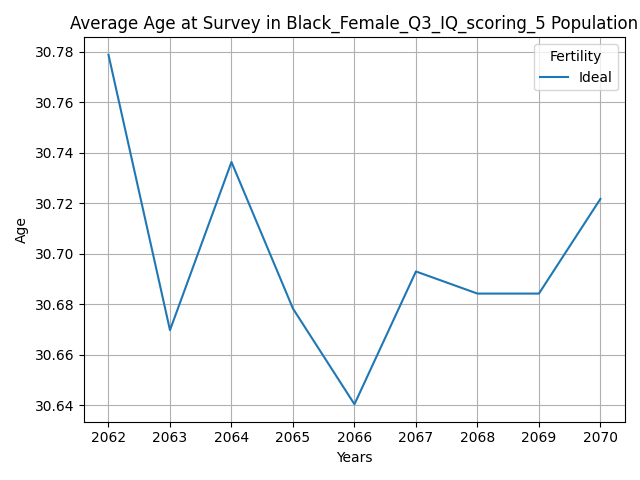 Average Age at Survey in Black_Female_Q3_IQ_scoring_5 Population
Fertility
Ideal
30.78
30.76
30.74
30.72
30.70
30.68
30.66
30.64
Age
2062 2063 2064 2065 2066 2067 2068 2069 2070
Years